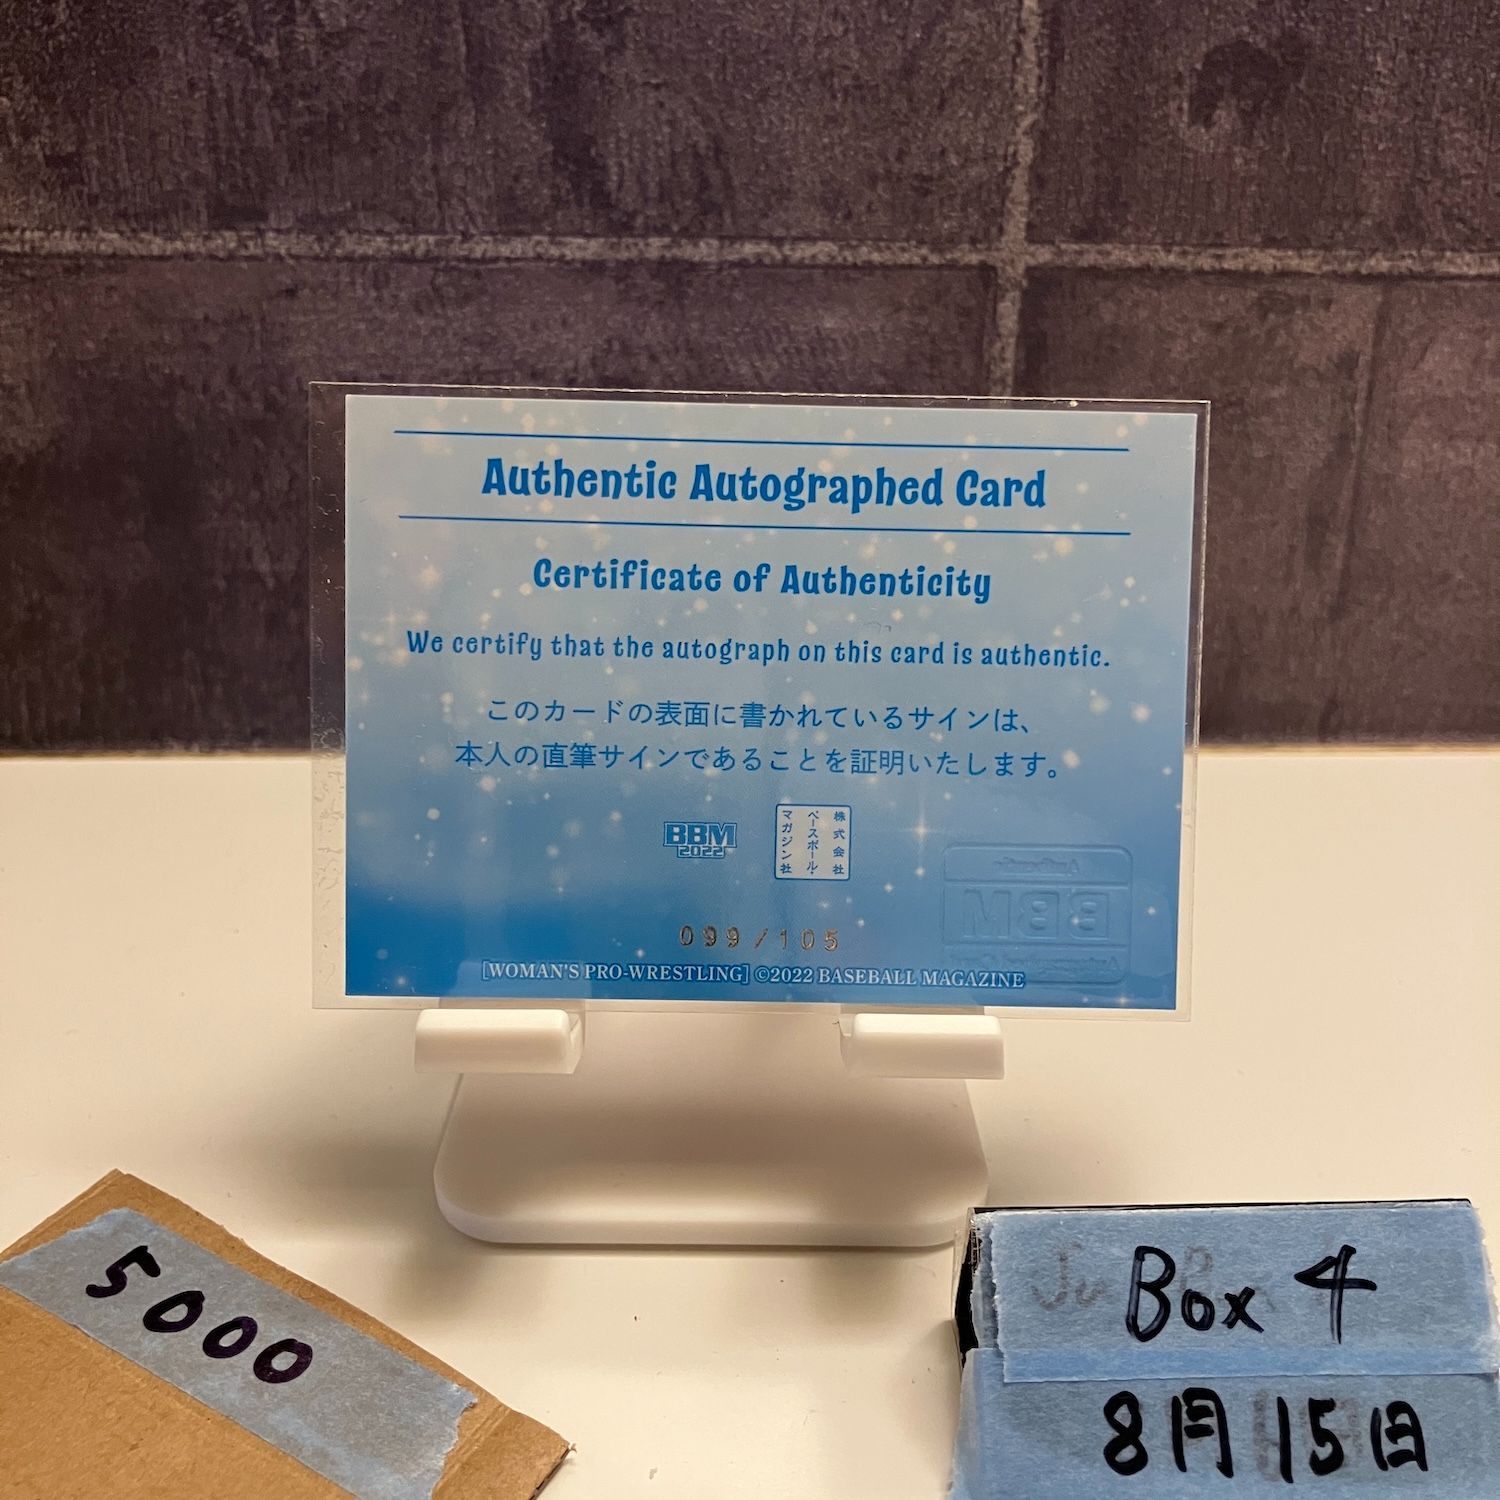 Authentic Autographed Card
Certificate of Authenticity
We certify that the autograph on this card is authentic.
このカードの表面に書かれているサインは、
本人の直筆サインであることを証明いたします。
BBM
2022
株式会社
ベースボール・
マガジン社
Authentic
BBM
099/105
[WOMAN'S PRO-WRESTLING] ©2022 BASEBALL MAGAZINE
5000
Box 4
8月15日